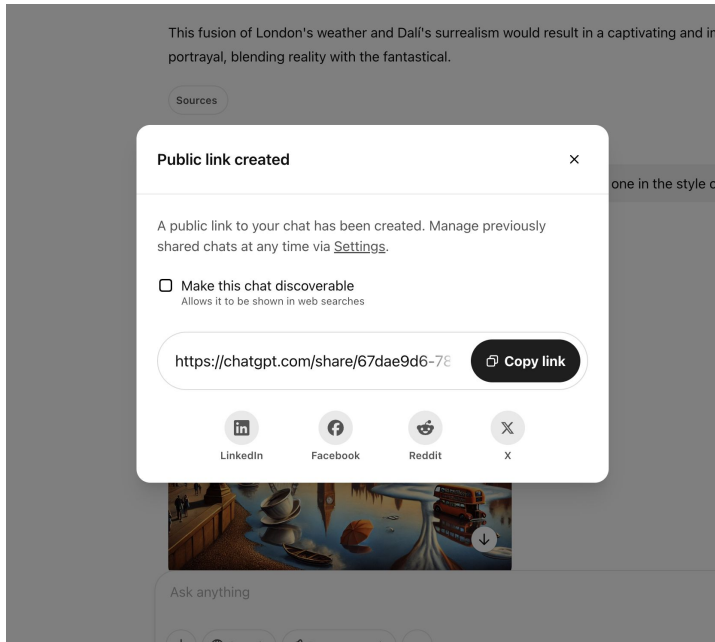 This fusion of London's weather and Dalí's surrealism would result in a captivating and
portrayal, blending reality with the fantastical.
Sources
Public link created
one in the style
A public link to your chat has been created. Manage previously
shared chats at any time via Settings.
Make this chat discoverable
Allows it to be shown in web searches
https://chatgpt.com/share/67dae9d6-78
Copy link
LinkedIn Facebook Reddit X
Ask anything